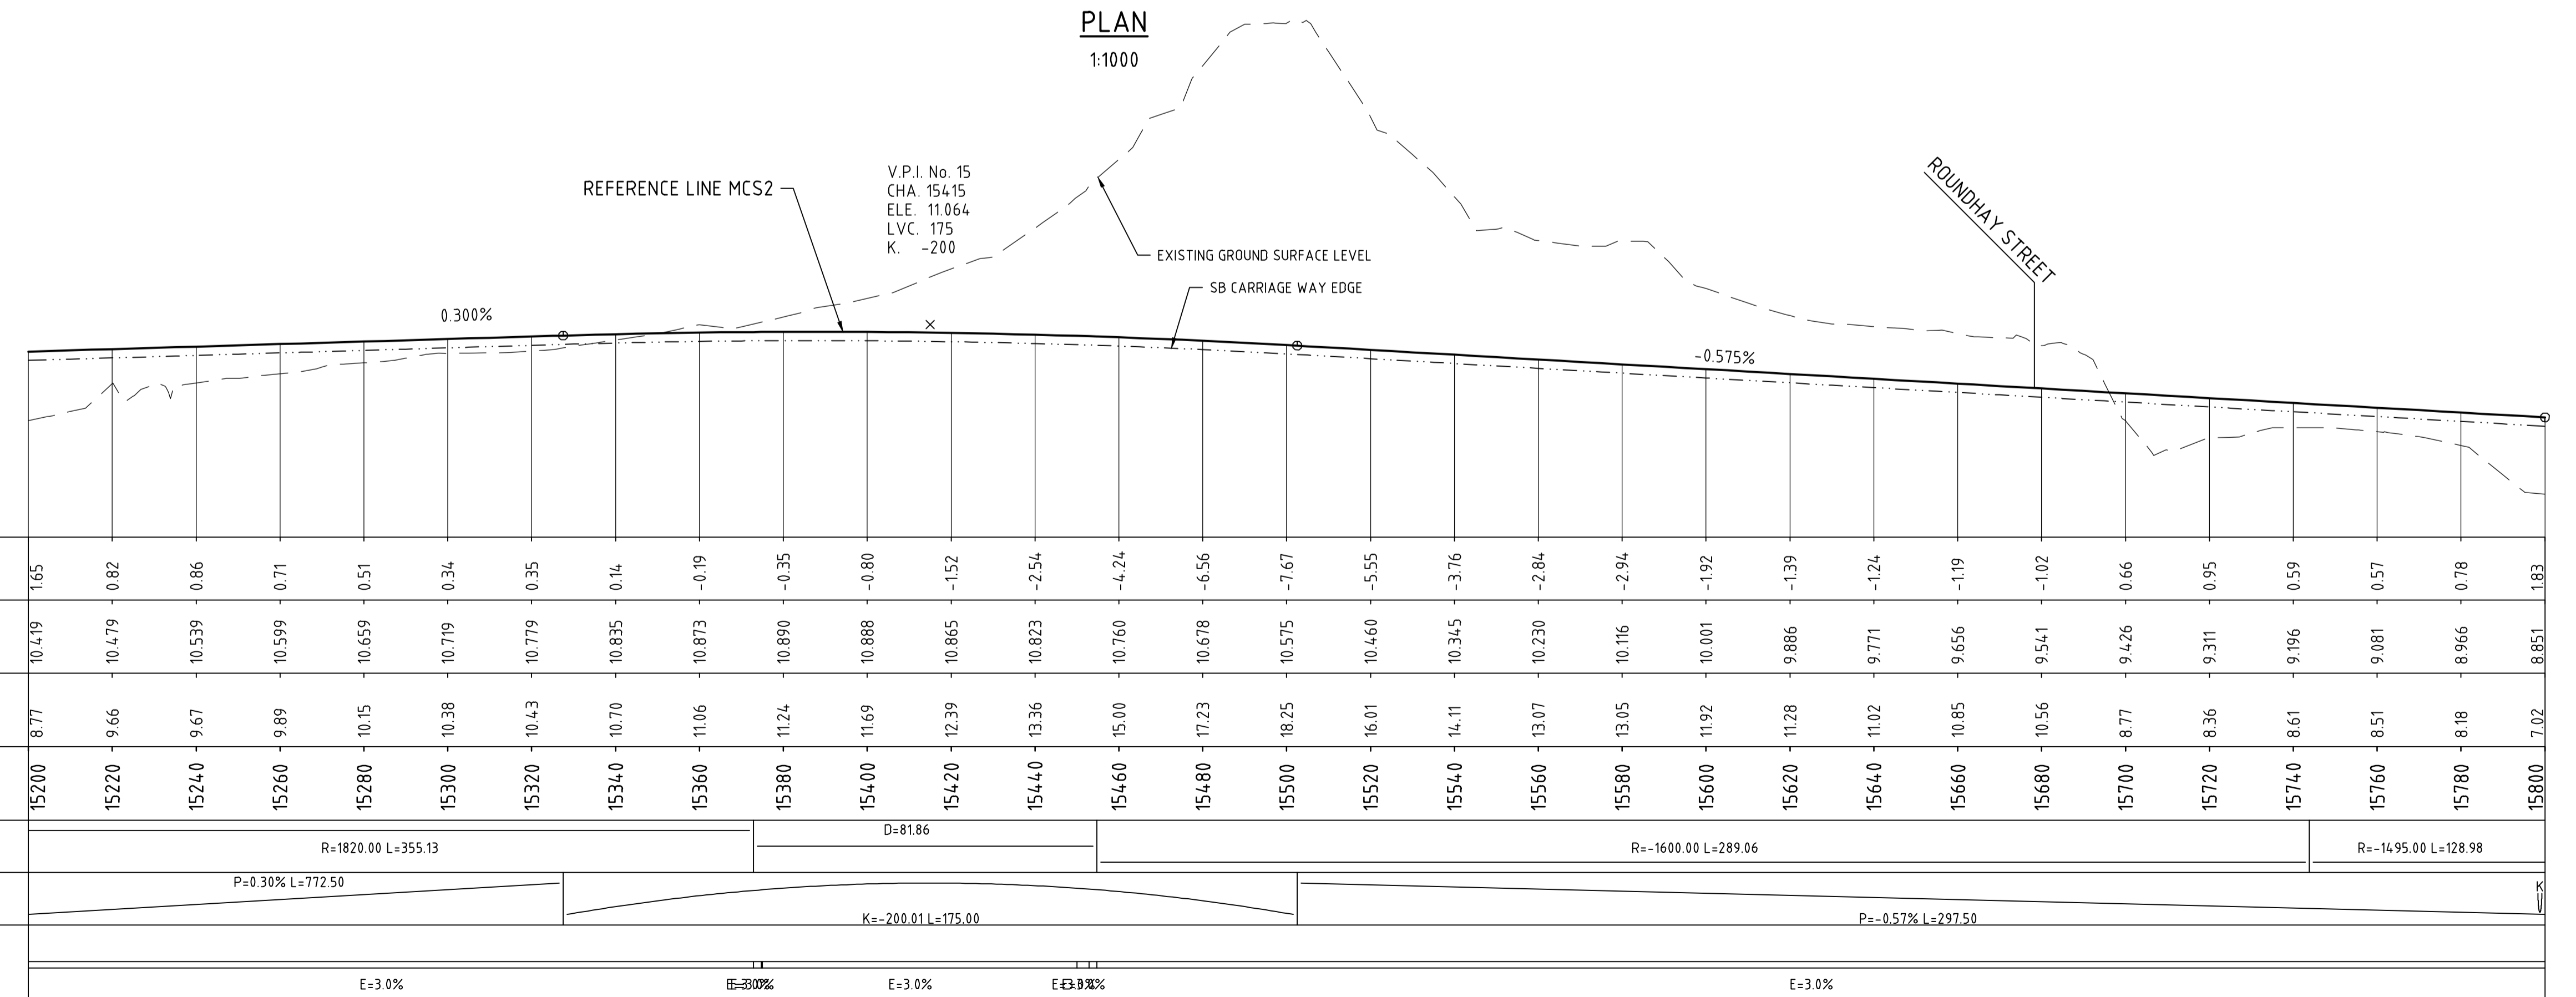 PLAN
1:1000
REFERENCE LINE MCS2
V.P.I. No. 15
CHA. 15415
ELE. 11.064
LVC. 175
K. -200
EXISTING GROUND SURFACE LEVEL
SB CARRIAGE WAY EDGE
ROUNDHAY STREET
0.300%
-0.575%
1.65 0.82 0.86 0.71 0.51 0.34 0.35 0.14 -0.19 -0.35 -0.80 -1.52 -2.54 -4.24 -6.56 -7.67 -5.55 -3.76 -2.84 -2.94 -1.92 -1.39 -1.24 -1.19 -1.02 0.66 0.95 0.59 0.57 0.78 1.83
10.419 10.479 10.539 10.599 10.659 10.719 10.779 10.835 10.873 10.890 10.888 10.865 10.823 10.760 10.678 10.575 10.460 10.345 10.230 10.116 10.001 9.886 9.771 9.656 9.541 9.426 9.311 9.196 9.081 8.966 8.851
8.77 9.66 9.67 9.89 10.15 10.38 10.43 10.70 11.06 11.24 11.69 12.39 13.36 15.00 17.23 18.25 16.01 14.11 13.07 13.05 11.92 11.28 11.02 10.85 10.56 8.77 8.36 8.61 8.51 8.18 7.02
15200 15220 15240 15260 15280 15300 15320 15340 15360 15380 15400 15420 15440 15460 15480 15500 15520 15540 15560 15580 15600 15620 15640 15660 15680 15700 15720 15740 15760 15780 15800
R=1820.00 L=355.13 D=81.86 R=-1600.00 L=289.06 R=-1495.00 L=128.98
P=0.30% L=772.50 K=-200.01 L=175.00 P=-0.57% L=297.50 K
E=3.0% E=3.0% E=3.0%